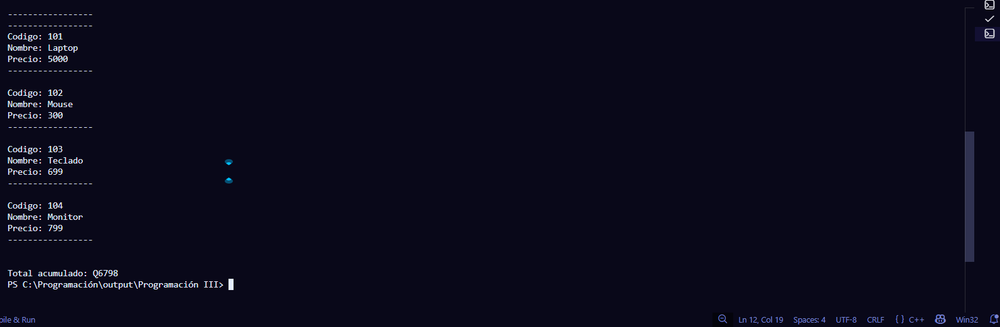 -----------------
-----------------
Codigo: 101
Nombre: Laptop
Precio: 5000
-----------------
Codigo: 102
Nombre: Mouse
Precio: 300
-----------------
Codigo: 103
Nombre: Teclado
Precio: 699
-----------------
Codigo: 104
Nombre: Monitor
Precio: 799
-----------------
Total acumulado: Q6798
PS C:\Programación\output\Programación III>
pile & Run
Ln 12, Col 19
Spaces: 4
UTF-8
CRLF
{ } C++
Win32